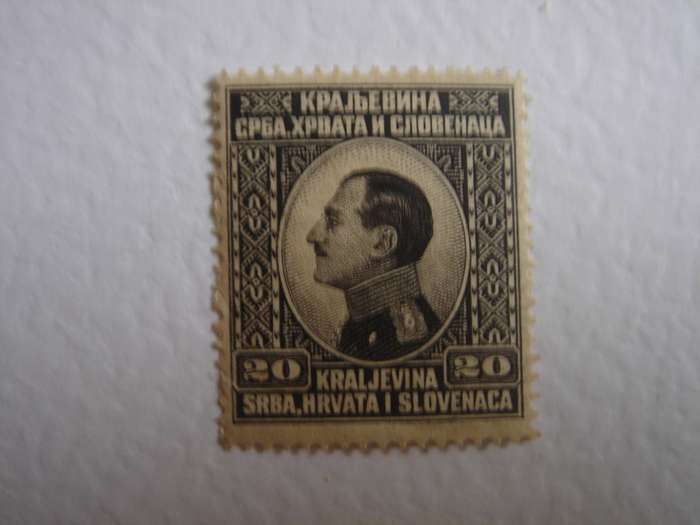 КРАЉЕВИНА
СРБА, ХРВАТА И СЛОВЕНАЦА
20 20
KRALJEVINA
SRBA, HRVATA I SLOVENACA